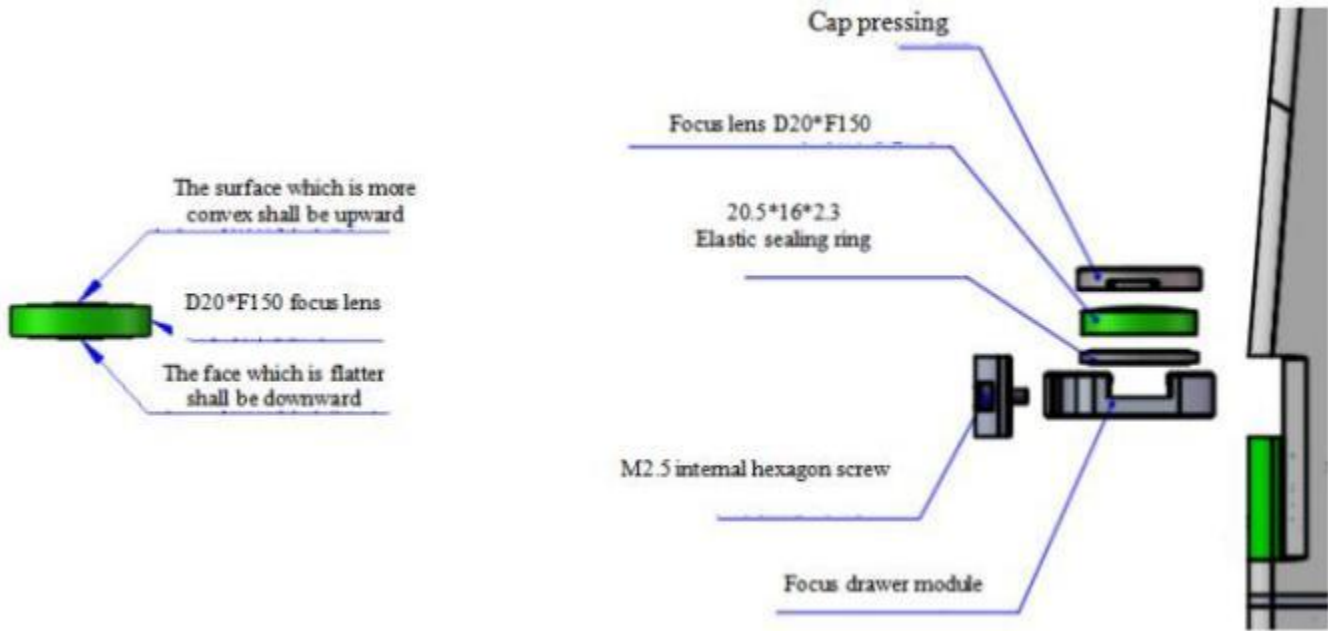 Cap pressing
Focus lens D20*F150
The surface which is more
convex shall be upward
20.5*16*2.3
Elastic sealing ring
D20*F150 focus lens
The face which is flatter
shall be downward
M2.5 internal hexagon screw
Focus drawer module